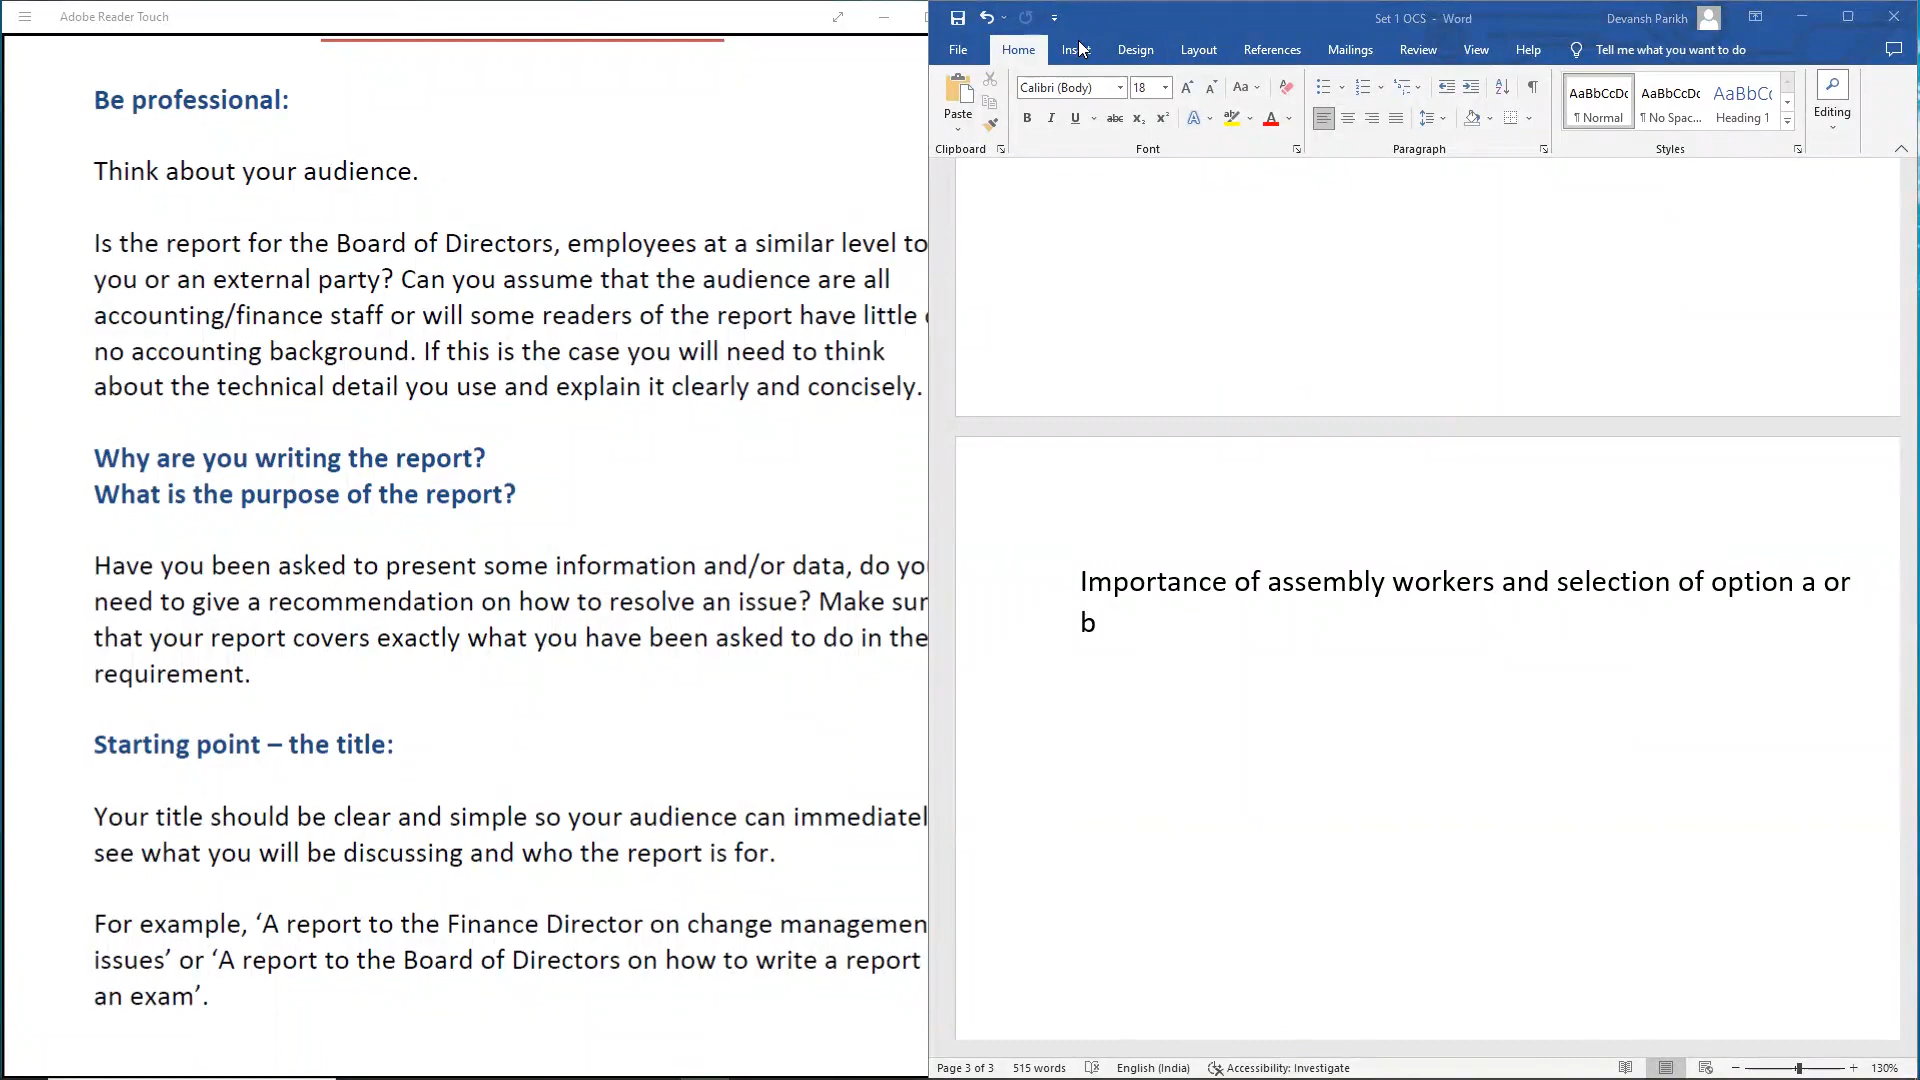 Adobe Reader Touch
Be professional:
Think about your audience.
Is the report for the Board of Directors, employees at a similar level to
you or an external party? Can you assume that the audience are all
accounting/finance staff or will some readers of the report have little
no accounting background. If this is the case you will need to think
about the technical detail you use and explain it clearly and concisely.
Why are you writing the report?
What is the purpose of the report?
Have you been asked to present some information and/or data, do
need to give a recommendation on how to resolve an issue? Make
that your report covers exactly what you have been asked to do in the
requirement.
Starting point – the title:
Your title should be clear and simple so your audience can
see what you will be discussing and who the report is for.
For example, ‘A report to the Finance Director on change
issues’ or ‘A report to the Board of Directors on how to write a report
an exam’.
Set 1 OCS - Word
Devansh Parikh
File Home Design Layout References Mailings Review View Help Tell me what you want to do
Paste
Calibri (Body) 18
B I U abc x₂ x²
Aa
A
AaBbCcDc AaBbCcDc AaBbCc
¶ Normal ¶ No Spac... Heading 1
Editing
Clipboard Font Paragraph Styles
Importance of assembly workers and selection of option a or
b
Page 3 of 3 515 words English (India) Accessibility: Investigate 130%